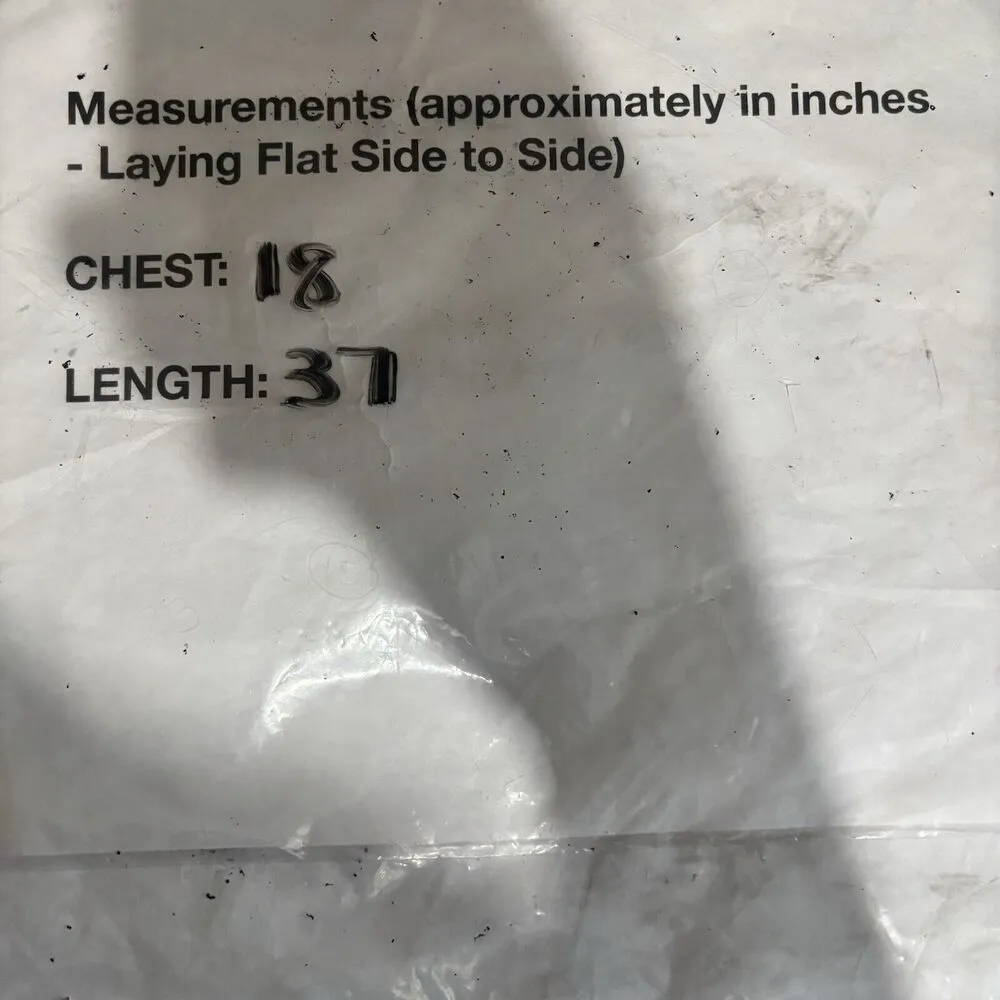 Measurements (approximately in inches.
- Laying Flat Side to Side)
CHEST: 18
LENGTH: 37